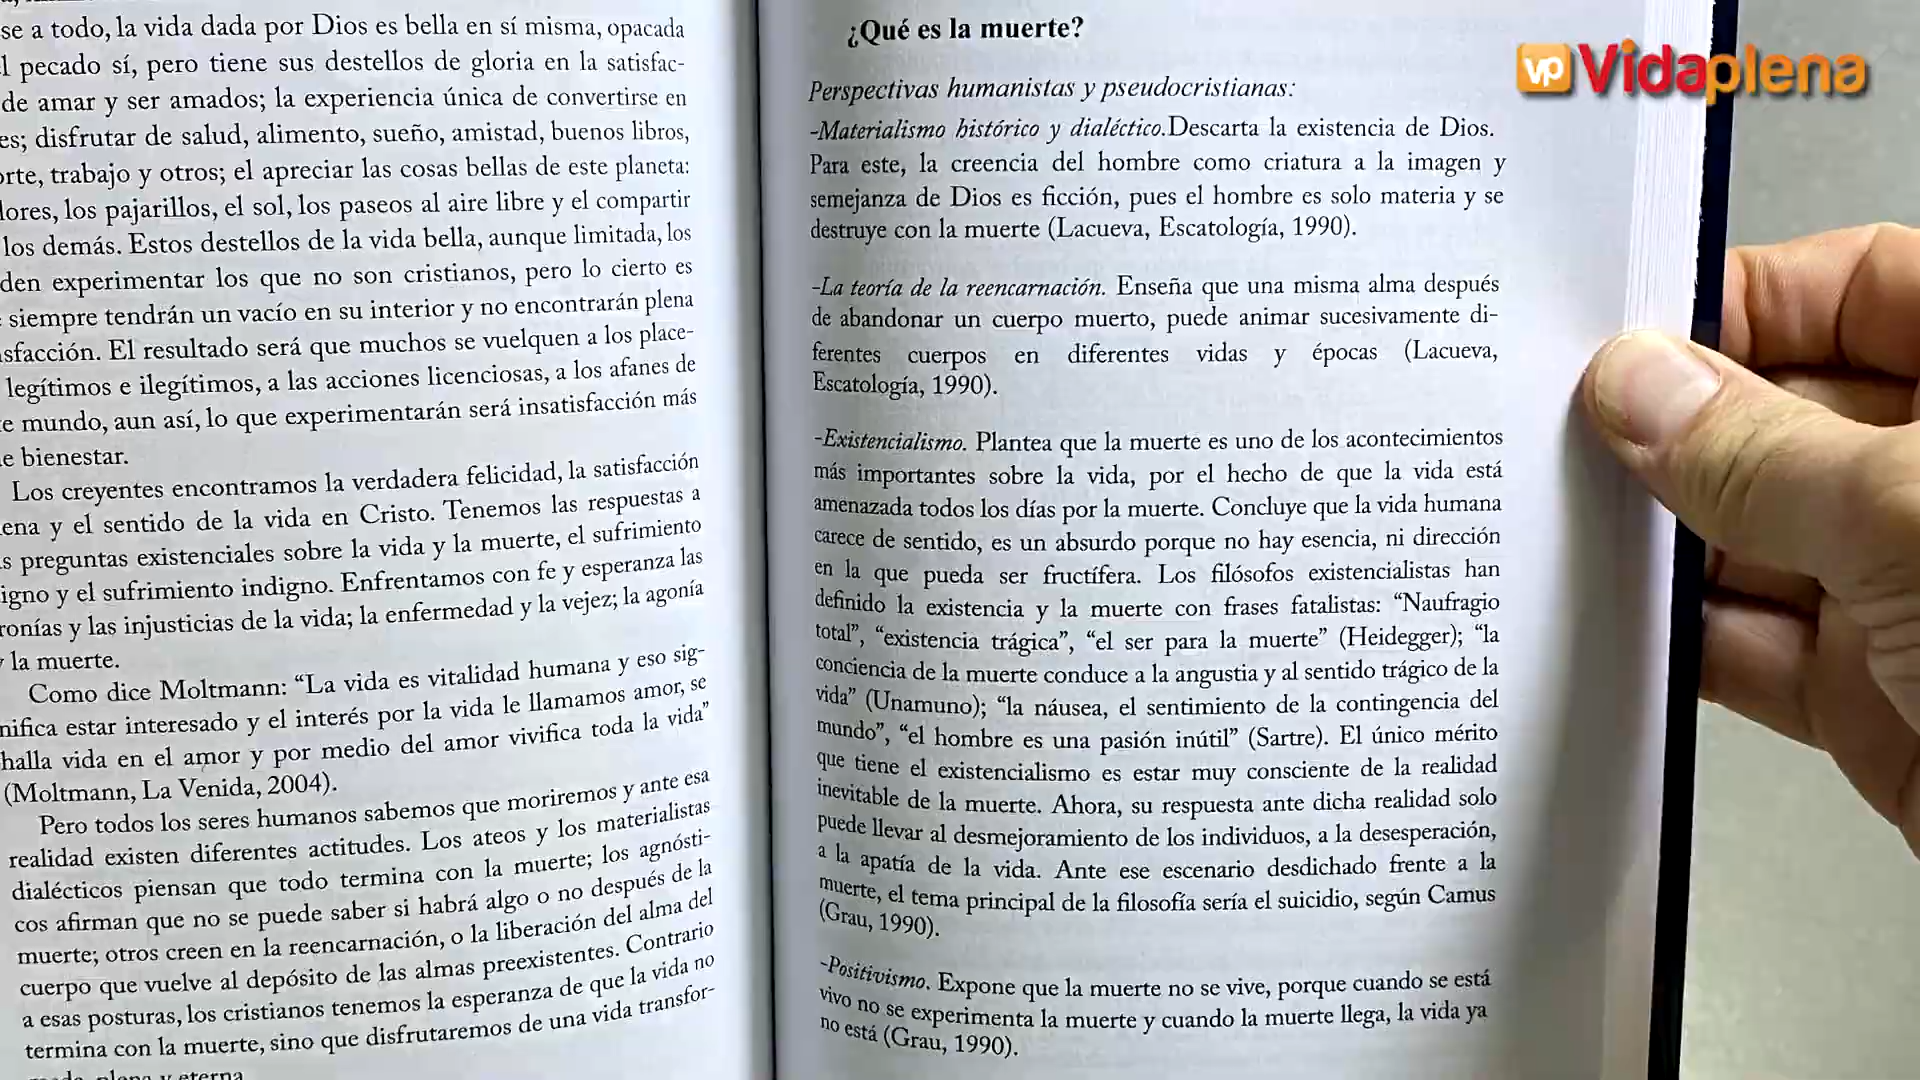 se a todo, la vida dada por Dios es bella en sí misma, opacada
l pecado sí, pero tiene sus destellos de gloria en la satisfac-
de amar y ser amados; la experiencia única de convertirse en
es; disfrutar de salud, alimento, sueño, amistad, buenos libros,
orte, trabajo y otros; el apreciar las cosas bellas de este planeta:
lores, los pajarillos, el sol, los paseos al aire libre y el compartir
los demás. Estos destellos de la vida bella, aunque limitada, los
den experimentar los que no son cristianos, pero lo cierto es
siempre tendrán un vacío en su interior y no encontrarán plena
sfacción. El resultado será que muchos se vuelquen a los place-
legítimos e ilegítimos, a las acciones licenciosas, a los afanes de
e mundo, aun así, lo que experimentarán será insatisfacción más
e bienestar.
Los creyentes encontramos la verdadera felicidad, la satisfacción
ena y el sentido de la vida en Cristo. Tenemos las respuestas a
s preguntas existenciales sobre la vida y la muerte, el sufrimiento
igno y el sufrimiento indigno. Enfrentamos con fe y esperanza las
ronías y las injusticias de la vida; la enfermedad y la vejez; la agonía
y la muerte.
Como dice Moltmann: “La vida es vitalidad humana y eso sig-
nifica estar interesado y el interés por la vida le llamamos amor, se
halla vida en el amor y por medio del amor vivifica toda la vida”
(Moltmann, La Venida, 2004).
Pero todos los seres humanos sabemos que moriremos y ante esa
realidad existen diferentes actitudes. Los ateos y los materialistas
dialécticos piensan que todo termina con la muerte; los agnósti-
cos afirman que no se puede saber si habrá algo o no después de la
muerte; otros creen en la reencarnación, o la liberación del alma del
cuerpo que vuelve al depósito de las almas preexistentes. Contrario
a esas posturas, los cristianos tenemos la esperanza de que la vida no
termina con la muerte, sino que disfrutaremos de una vida transfor-
mada, plena y eterna
¿Qué es la muerte?
Perspectivas humanistas y pseudocristianas:
-Materialismo histórico y dialéctico.Descarta la existencia de Dios.
Para este, la creencia del hombre como criatura a la imagen y
semejanza de Dios es ficción, pues el hombre es solo materia y se
destruye con la muerte (Lacueva, Escatología, 1990).
-La teoría de la reencarnación. Enseña que una misma alma después
de abandonar un cuerpo muerto, puede animar sucesivamente di-
ferentes cuerpos en diferentes vidas y épocas (Lacueva,
Escatología, 1990).
-Existencialismo. Plantea que la muerte es uno de los acontecimientos
más importantes sobre la vida, por el hecho de que la vida está
amenazada todos los días por la muerte. Concluye que la vida humana
carece de sentido, es un absurdo porque no hay esencia, ni dirección
en la que pueda ser fructífera. Los filósofos existencialistas han
definido la existencia y la muerte con frases fatalistas: “Naufragio
total”, “existencia trágica”, “el ser para la muerte” (Heidegger); “la
conciencia de la muerte conduce a la angustia y al sentido trágico de la
vida” (Unamuno); “la náusea, el sentimiento de la contingencia del
mundo”, “el hombre es una pasión inútil” (Sartre). El único mérito
que tiene el existencialismo es estar muy consciente de la realidad
inevitable de la muerte. Ahora, su respuesta ante dicha realidad solo
puede llevar al desmejoramiento de los individuos, a la desesperación,
a la apatía de la vida. Ante ese escenario desdichado frente a la
muerte, el tema principal de la filosofía sería el suicidio, según Camus
(Grau, 1990).
-Positivismo. Expone que la muerte no se vive, porque cuando se está
vivo no se experimenta la muerte y cuando la muerte llega, la vida ya
no está (Grau, 1990).
vp Vidaplena